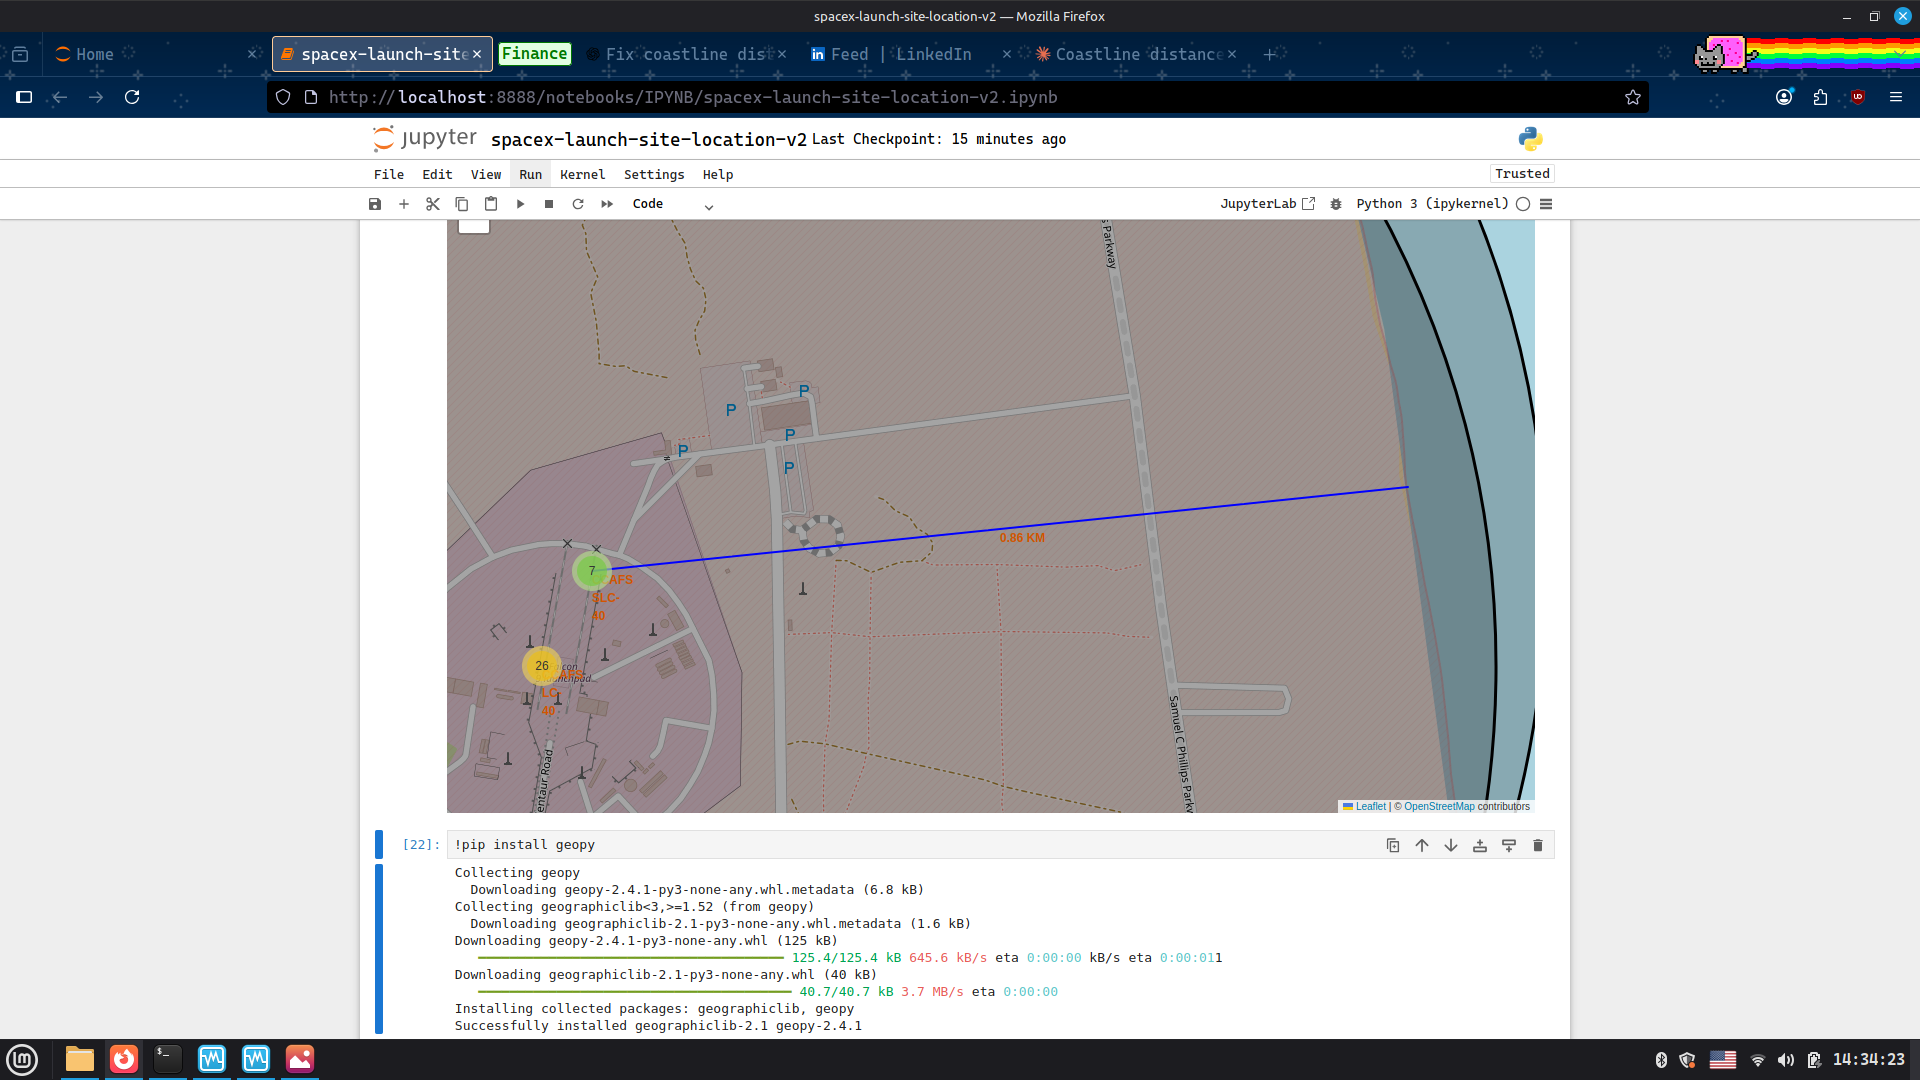 spacex-launch-site-location-v2 — Mozilla Firefox
Home
spacex-launch-site
Finance
Fix coastline dis
Feed | LinkedIn
Coastline distance
http://localhost:8888/notebooks/IPYNB/spacex-launch-site-location-v2.ipynb
jupyter spacex-launch-site-location-v2 Last Checkpoint: 15 minutes ago
File Edit View Run Kernel Settings Help Trusted
Code JupyterLab Python 3 (ipykernel)
s Parkway
P
P
P
P
P
0.86 KM
7
AFS
SLC-
40
26
LC-
40
entaur Road
Samuel C Phillips Parkw
Leaflet | © OpenStreetMap contributors
[22]: !pip install geopy
Collecting geopy
Downloading geopy-2.4.1-py3-none-any.whl.metadata (6.8 kB)
Collecting geographiclib<3,>=1.52 (from geopy)
Downloading geographiclib-2.1-py3-none-any.whl.metadata (1.6 kB)
Downloading geopy-2.4.1-py3-none-any.whl (125 kB)
125.4/125.4 kB 645.6 kB/s eta 0:00:00 kB/s eta 0:00:011
Downloading geographiclib-2.1-py3-none-any.whl (40 kB)
40.7/40.7 kB 3.7 MB/s eta 0:00:00
Installing collected packages: geographiclib, geopy
Successfully installed geographiclib-2.1 geopy-2.4.1
14:34:23